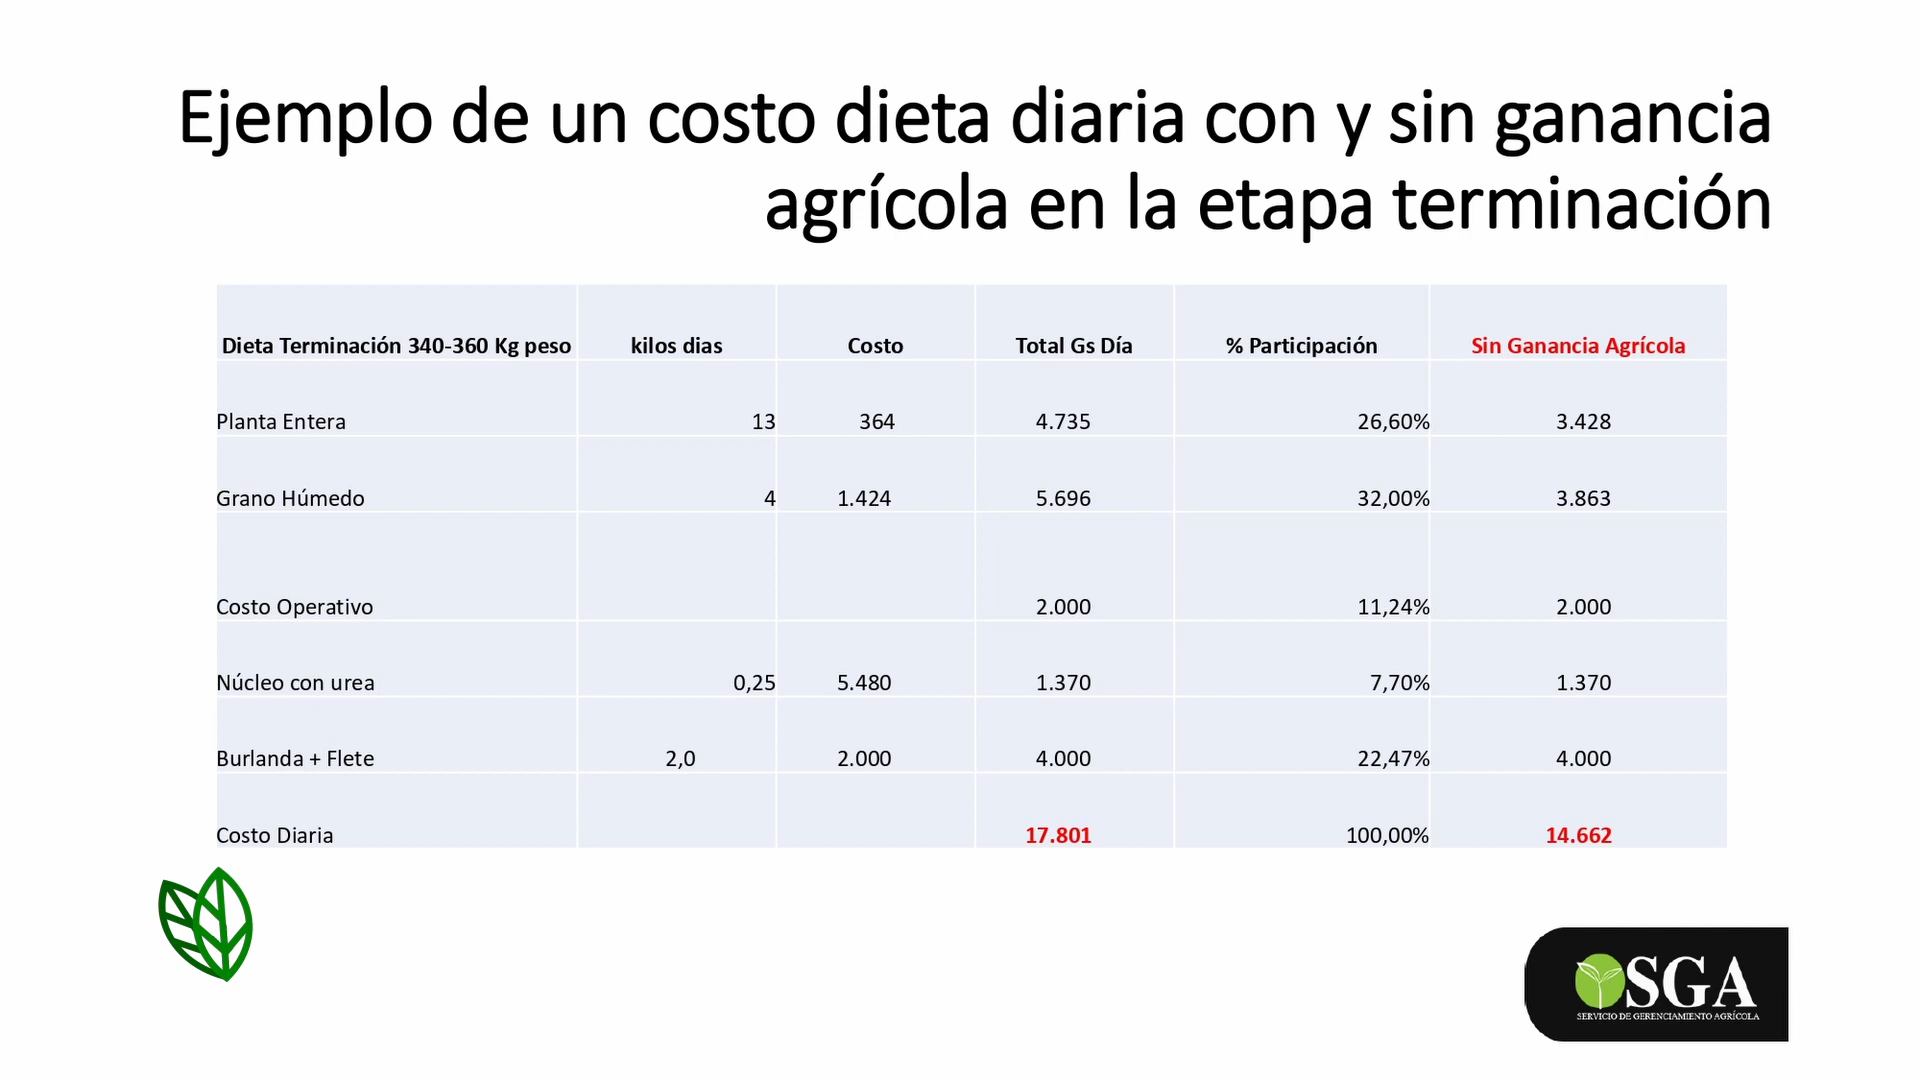 Ejemplo de un costo dieta diaria con y sin ganancia
agrícola en la etapa terminación
Dieta Terminación 340-360 Kg peso kilos dias Costo Total Gs Día % Participación Sin Ganancia Agrícola
Planta Entera 13 364 4.735 26,60% 3.428
Grano Húmedo 4 1.424 5.696 32,00% 3.863
Costo Operativo 2.000 11,24% 2.000
Núcleo con urea 0,25 5.480 1.370 7,70% 1.370
Burlanda + Flete 2,0 2.000 4.000 22,47% 4.000
Costo Diaria 17.801 100,00% 14.662
SGA
SERVICIO DE GERENCIAMIENTO AGRÍCOLA